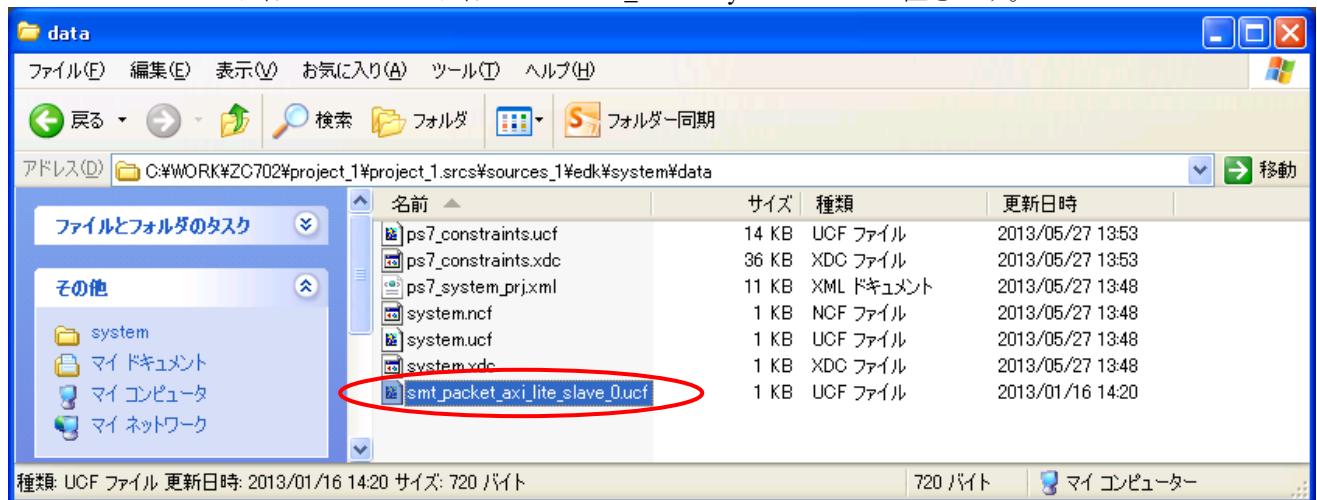 data
ファイル(F) 編集(E) 表示(V) お気に入り(A) ツール(T) ヘルプ(H)
戻る 検索 フォルダ フォルダー同期
アドレス(D) C:¥WORK¥ZC702¥project_1¥project_1.srcs¥sources_1¥edk¥system¥data 移動
名前 サイズ 種類 更新日時
ファイルとフォルダのタスク
ps7_constraints.ucf 14 KB UCF ファイル 2013/05/27 13:53
ps7_constraints.xdc 36 KB XDC ファイル 2013/05/27 13:53
その他
ps7_system_prj.xml 11 KB XML ドキュメント 2013/05/27 13:48
system.ncf 1 KB NCF ファイル 2013/05/27 13:48
system
system.ucf 1 KB UCF ファイル 2013/05/27 13:48
マイ ドキュメント
system.xdc 1 KB XDC ファイル 2013/05/27 13:48
マイ コンピュータ
smt_packet_axi_lite_slave_0.ucf 1 KB UCF ファイル 2013/01/16 14:20
マイ ネットワーク
種類: UCF ファイル 更新日時: 2013/01/16 14:20 サイズ: 720 バイト 720 バイト マイ コンピューター